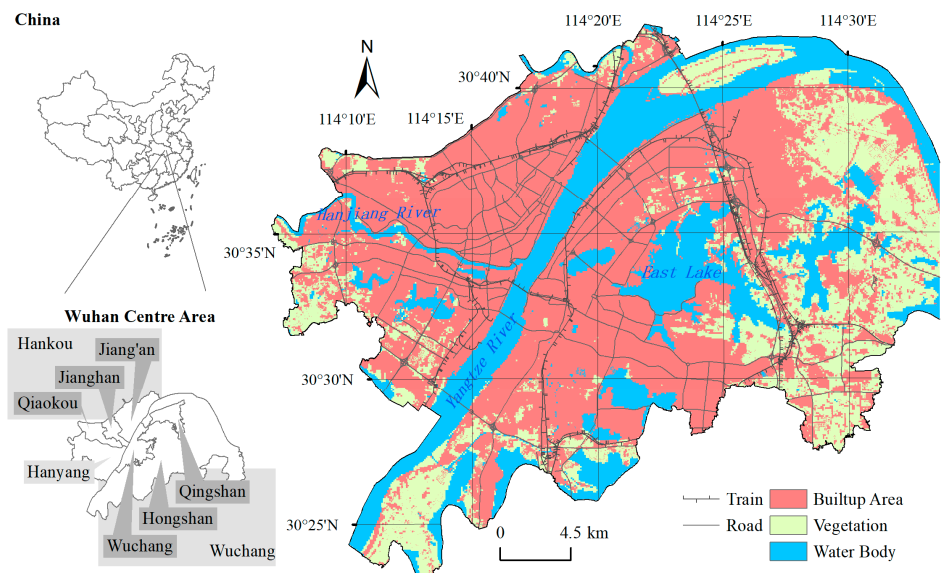 China
N
114°20'E
114°25'E
114°30'E
30°40'N
114°10'E
114°15'E
Hanjiang River
30°35'N
East Lake
Wuhan Centre Area
Hankou
Jiang'an
Jianghan
Qiaokou
Hanyang
Qingshan
Hongshan
Wuchang
Wuchang
30°30'N
Yangtze River
30°25'N
0
4.5 km
Train
Road
Builtup Area
Vegetation
Water Body